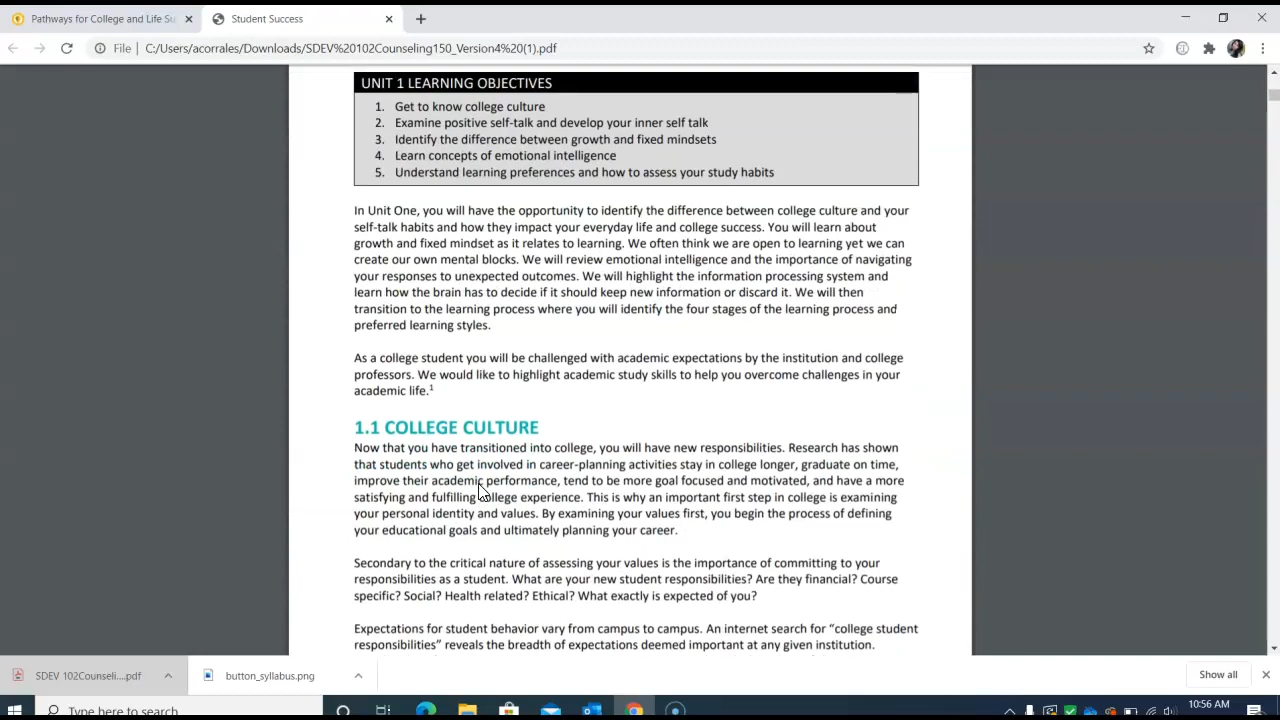 Pathways for College and Life Su
Student Success
File
C:/Users/acorrales/Downloads/SDEV%20102Counseling150_Version4%20(1).pdf
UNIT 1 LEARNING OBJECTIVES
1. Get to know college culture
2. Examine positive self-talk and develop your inner self talk
3. Identify the difference between growth and fixed mindsets
4. Learn concepts of emotional intelligence
5. Understand learning preferences and how to assess your study habits
In Unit One, you will have the opportunity to identify the difference between college culture and your
self-talk habits and how they impact your everyday life and college success. You will learn about
growth and fixed mindset as it relates to learning. We often think we are open to learning yet we can
create our own mental blocks. We will review emotional intelligence and the importance of navigating
your responses to unexpected outcomes. We will highlight the information processing system and
learn how the brain has to decide if it should keep new information or discard it. We will then
transition to the learning process where you will identify the four stages of the learning process and
preferred learning styles.
As a college student you will be challenged with academic expectations by the institution and college
professors. We would like to highlight academic study skills to help you overcome challenges in your
academic life.1
1.1 COLLEGE CULTURE
Now that you have transitioned into college, you will have new responsibilities. Research has shown
that students who get involved in career-planning activities stay in college longer, graduate on time,
improve their academic performance, tend to be more goal focused and motivated, and have a more
satisfying and fulfilling college experience. This is why an important first step in college is examining
your personal identity and values. By examining your values first, you begin the process of defining
your educational goals and ultimately planning your career.
Secondary to the critical nature of assessing your values is the importance of committing to your
responsibilities as a student. What are your new student responsibilities? Are they financial? Course
specific? Social? Health related? Ethical? What exactly is expected of you?
Expectations for student behavior vary from campus to campus. An internet search for “college student
responsibilities” reveals the breadth of expectations deemed important at any given institution.
SDEV 102Counseli....pdf
button_syllabus.png
Show all
Type here to search
10:56 AM